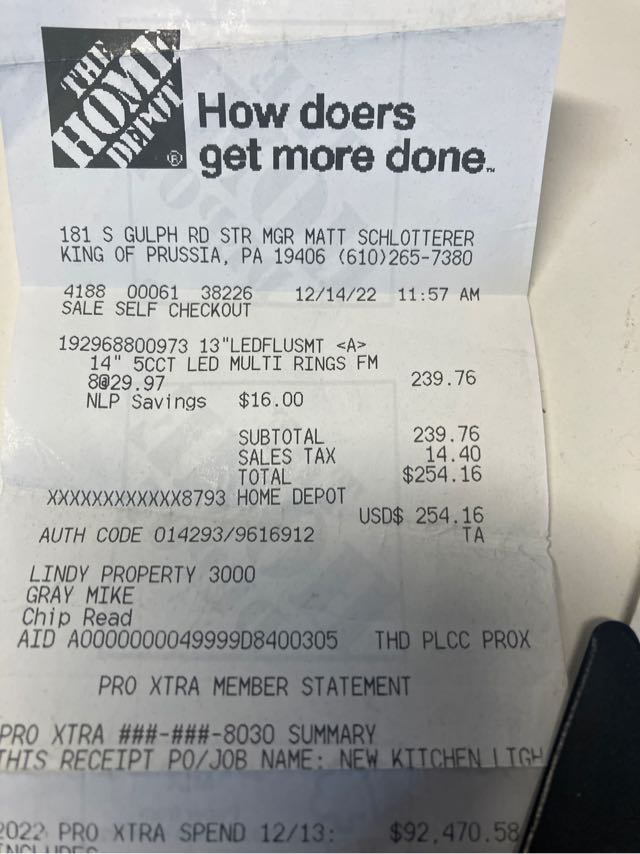 THE
HOME
DEPOT
®
How doers
get more done.™
181 S GULPH RD STR MGR MATT SCHLOTTERER
KING OF PRUSSIA, PA 19406 (610)265-7380
4188 00061 38226 12/14/22 11:57 AM
SALE SELF CHECKOUT
192968800973 13"LEDFLUSMT <A>
14" 5CCT LED MULTI RINGS FM
8@29.97 239.76
NLP Savings $16.00
SUBTOTAL 239.76
SALES TAX 14.40
TOTAL $254.16
XXXXXXXXXXXX8793 HOME DEPOT
USD$ 254.16
AUTH CODE 014293/9616912 TA
LINDY PROPERTY 3000
GRAY MIKE
Chip Read
AID A0000000049999D8400305 THD PLCC PROX
PRO XTRA MEMBER STATEMENT
PRO XTRA ###-###-8030 SUMMARY
THIS RECEIPT PO/JOB NAME: NEW KITCHEN LIGH
2022 PRO XTRA SPEND 12/13: $92,470.58
INCLUDES